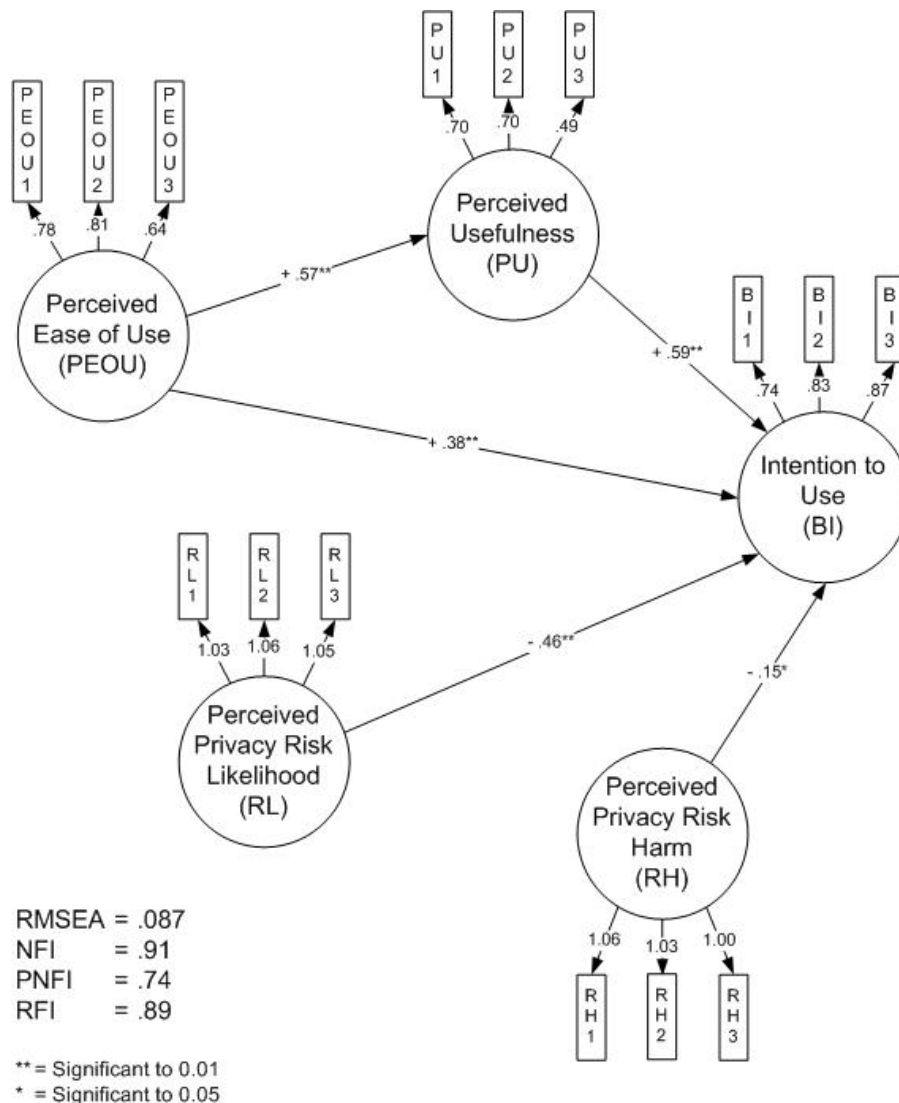 PU1
PU2
PU3
.70
.70
.49
PEOU1
PEOU2
PEOU3
.78
.81
.64
Perceived
Usefulness
(PU)
Perceived
Ease of Use
(PEOU)
+ .57**
+ .59**
+ .38**
BI1
BI2
BI3
.74
.83
.87
Intention to
Use
(BI)
RL1
RL2
RL3
1.03
1.06
1.05
- .46**
- .15*
Perceived
Privacy Risk
Likelihood
(RL)
Perceived
Privacy Risk
Harm
(RH)
1.06
1.03
1.00
RH1
RH2
RH3
RMSEA = .087
NFI = .91
PNFI = .74
RFI = .89
** = Significant to 0.01
* = Significant to 0.05